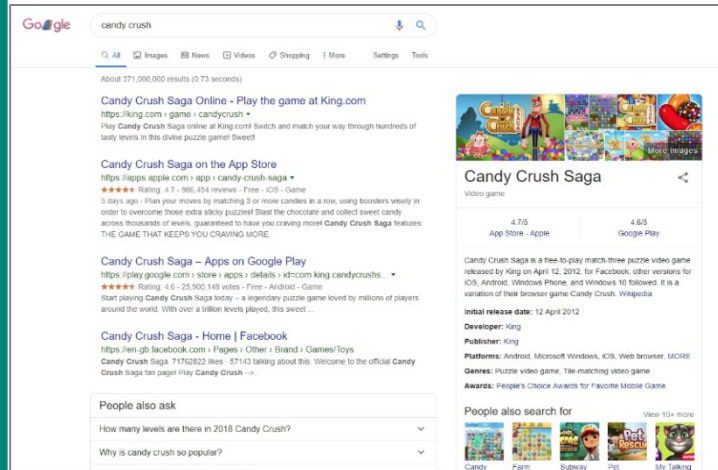 Google
candy crush
All Images News Videos Shopping More Settings Tools
About 571,000,000 results (0.73 seconds)
Candy Crush Saga Online - Play the game at King.com
https://king.com › game › candycrush
Play Candy Crush Saga online at King.com! Switch and match your way through hundreds of
tasty levels in this divine puzzle game! Sweet!
Candy Crush Saga on the App Store
https://apps.apple.com › app › candy-crush-saga
Rating: 4.7 - 966,454 reviews - Free - iOS - Game
5 days ago - Plan your moves by matching 3 or more candies in a row, using boosters wisely in
order to overcome those extra sticky puzzles! Blast the chocolate and collect sweet candy
across thousands of levels, guaranteed to have you craving more! Candy Crush Saga features:
THE GAME THAT KEEPS YOU CRAVING MORE.
Candy Crush Saga – Apps on Google Play
https://play.google.com › store › apps › details › id=com.king.candycrushs...
Rating: 4.6 - 25,900,148 votes - Free - Android - Game
Start playing Candy Crush Saga today – a legendary puzzle game loved by millions of players
around the world. With over a trillion levels played, this sweet ...
Candy Crush Saga - Home | Facebook
https://en-gb.facebook.com › Pages › Other › Brand › Games/Toys
Candy Crush Saga. 71762622 likes · 57143 talking about this. Welcome to the official Candy
Crush Saga fan page! Play Candy Crush -->...
People also ask
How many levels are there in 2018 Candy Crush?
Why is candy crush so popular?
More images
Candy Crush Saga
Video game
4.7/5 4.6/5
App Store - Apple Google Play
Candy Crush Saga is a free-to-play match-three puzzle video game
released by King on April 12, 2012, for Facebook; other versions for
iOS, Android, Windows Phone, and Windows 10 followed. It is a
variation of their browser game Candy Crush. Wikipedia
Initial release date: 12 April 2012
Developer: King
Publisher: King
Platforms: Android, Microsoft Windows, iOS, Web browser, MORE
Genres: Puzzle video game, Tile-matching video game
Awards: People's Choice Awards for Favorite Mobile Game
People also search for View 10+ more
Candy Farm Subway Pet My Talking